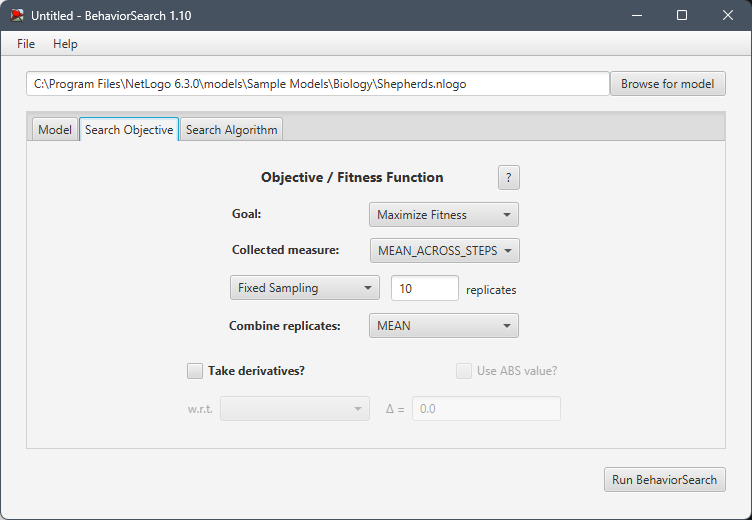 Untitled - BehaviorSearch 1.10
File Help
C:\Program Files\NetLogo 6.3.0\models\Sample Models\Biology\Shepherds.nlogo Browse for model
Model Search Objective Search Algorithm
Objective / Fitness Function ?
Goal: Maximize Fitness
Collected measure: MEAN_ACROSS_STEPS
Fixed Sampling 10 replicates
Combine replicates: MEAN
Take derivatives? Use ABS value?
w.r.t. Δ = 0.0
Run BehaviorSearch